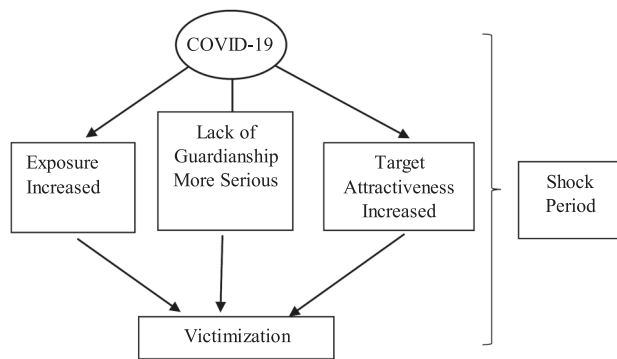 COVID-19
Exposure
Increased
Lack of
Guardianship
More Serious
Target
Attractiveness
Increased
Shock
Period
Victimization